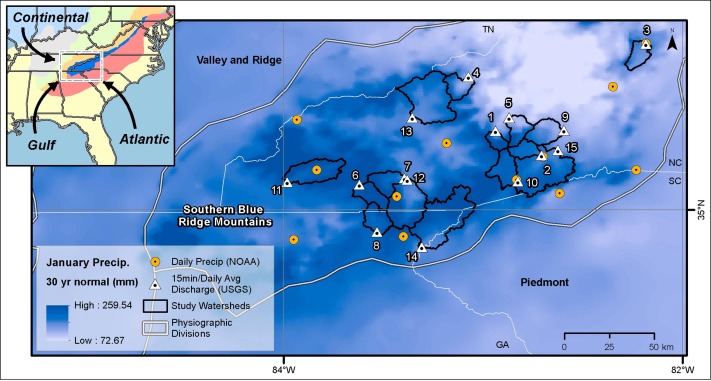 Continental
Gulf
Atlantic
Valley and Ridge
TN
3
N
4
13
1
5
9
15
2
10
NC
SC
35°N
11
6
7
12
8
14
Southern Blue
Ridge Mountains
Piedmont
GA
January Precip.
30 yr normal (mm)
High : 259.54
Low : 72.67
Daily Precip (NOAA)
15min/Daily Avg
Discharge (USGS)
Study Watersheds
Physiographic
Divisions
0 25 50 km
84°W
82°W